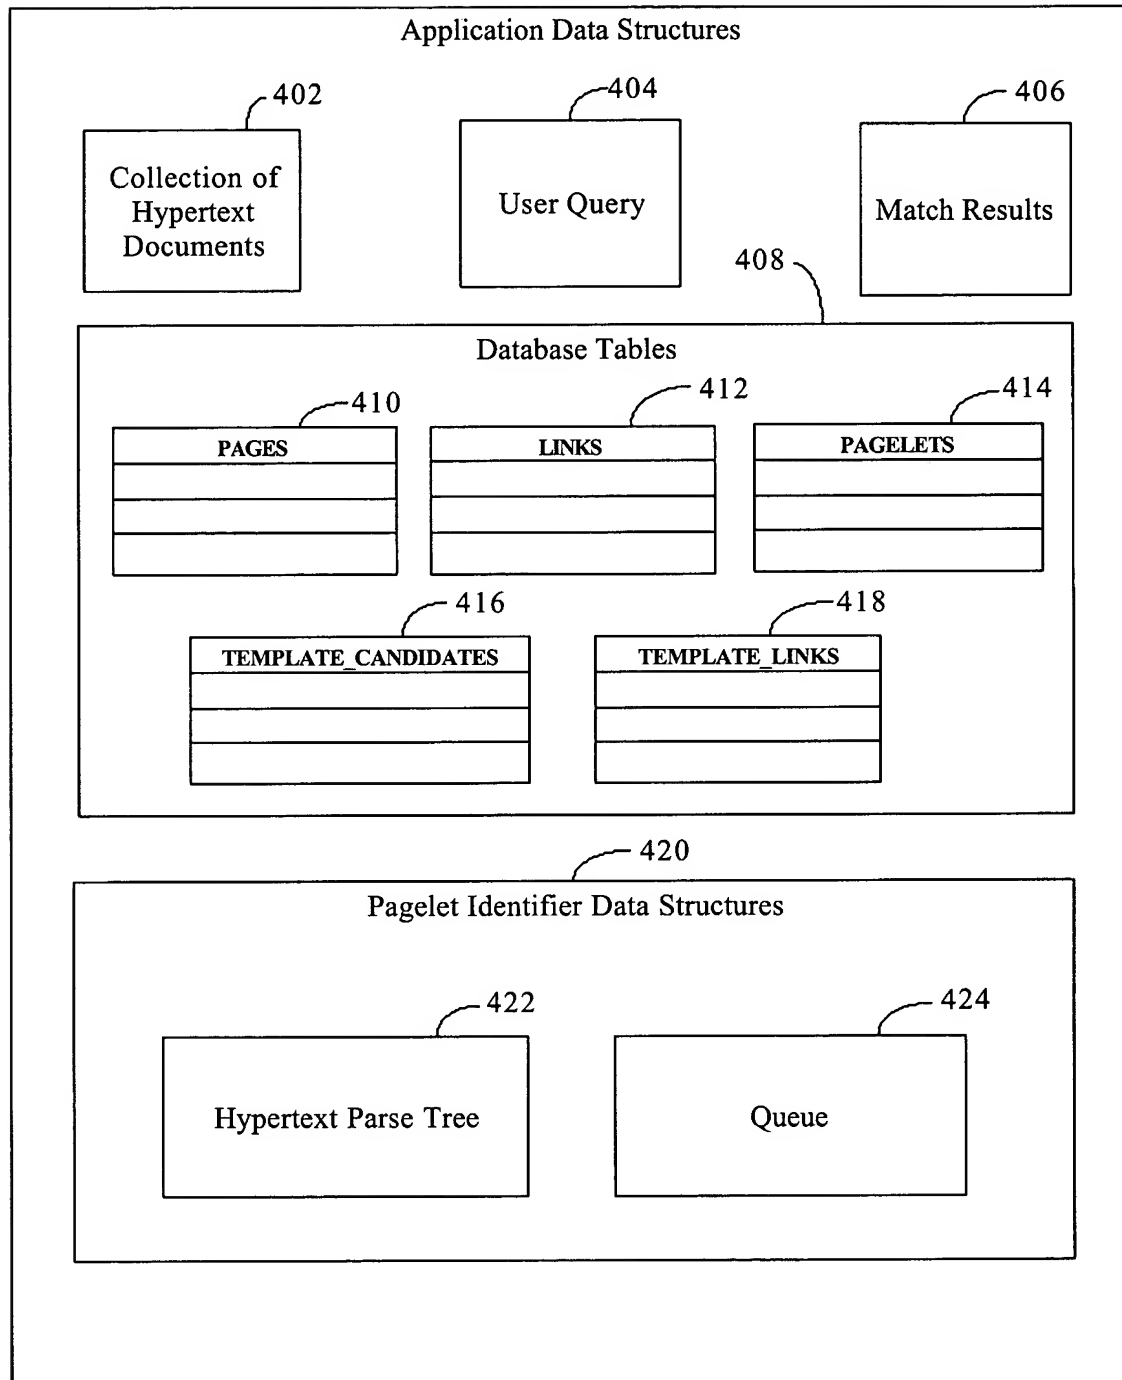 Application Data Structures
402
404
406
Collection of
Hypertext
Documents
User Query
Match Results
408
Database Tables
410
412
414
PAGES
LINKS
PAGELETS
416
418
TEMPLATE_CANDIDATES
TEMPLATE_LINKS
420
Pagelet Identifier Data Structures
422
424
Hypertext Parse Tree
Queue